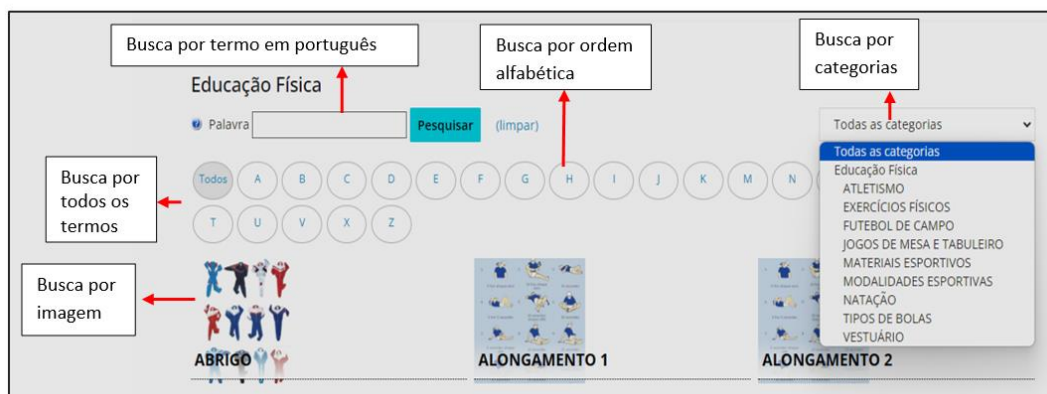 Busca por termo em português
Busca por ordem
alfabética
Busca por
categorias
Educação Física
Palavra
Pesquisar
(limpar)
Todas as categorias
Busca por
todos os
termos
Todos
A
B
C
D
E
F
G
H
I
J
K
M
N
T
U
V
X
Z
Todas as categorias
Educação Física
ATLETISMO
EXERCÍCIOS FÍSICOS
FUTEBOL DE CAMPO
JOGOS DE MESA E TABULEIRO
MATERIAIS ESPORTIVOS
MODALIDADES ESPORTIVAS
NATAÇÃO
TIPOS DE BOLAS
VESTUÁRIO
Busca por
imagem
ABRIGO
ALONGAMENTO 1
ALONGAMENTO 2